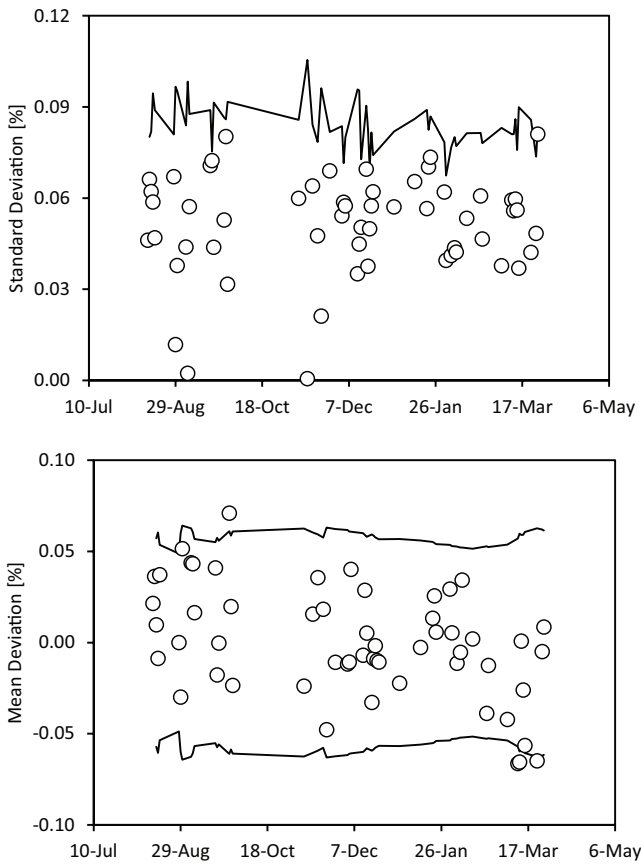 0.12
0.09
0.06
0.03
0.00
Standard Deviation [%]
10-Jul 29-Aug 18-Oct 7-Dec 26-Jan 17-Mar 6-May
0.10
0.05
0.00
-0.05
-0.10
Mean Deviation [%]
10-Jul 29-Aug 18-Oct 7-Dec 26-Jan 17-Mar 6-May